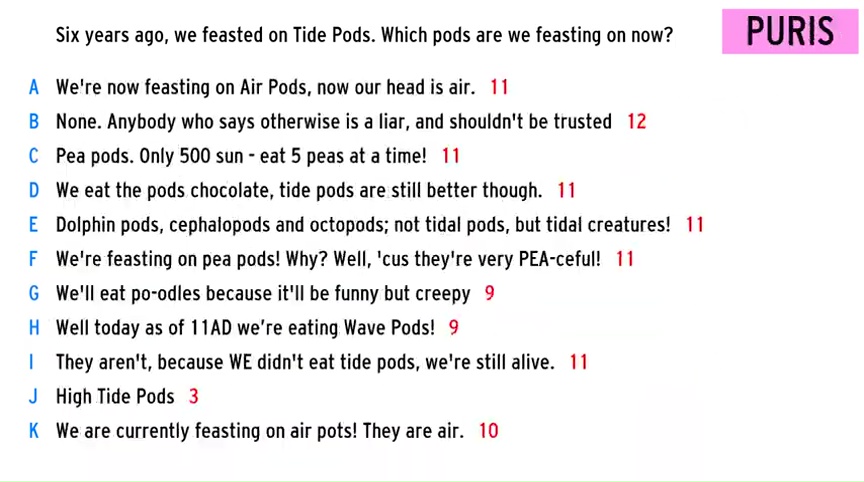 Six years ago, we feasted on Tide Pods. Which pods are we feasting on now?
PURIS
A We're now feasting on Air Pods, now our head is air. 11
B None. Anybody who says otherwise is a liar, and shouldn't be trusted 12
C Pea pods. Only 500 sun - eat 5 peas at a time! 11
D We eat the pods chocolate, tide pods are still better though. 11
E Dolphin pods, cephalopods and octopods; not tidal pods, but tidal creatures! 11
F We're feasting on pea pods! Why? Well, 'cus they're very PEA-ceful! 11
G We'll eat po-odles because it'll be funny but creepy 9
H Well today as of 11AD we're eating Wave Pods! 9
I They aren't, because WE didn't eat tide pods, we're still alive. 11
J High Tide Pods 3
K We are currently feasting on air pots! They are air. 10